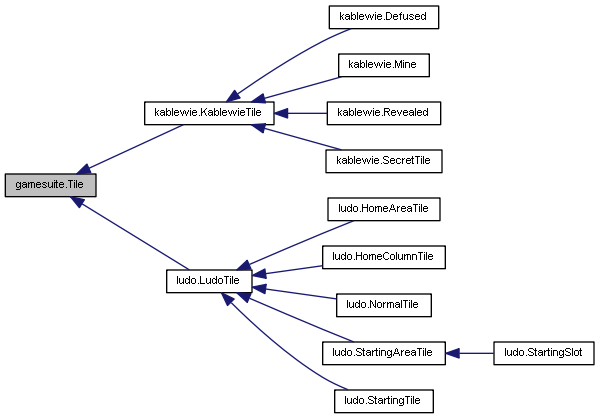 kablewie.Defused
kablewie.Mine
kablewie.KablewieTile
kablewie.Revealed
kablewie.SecretTile
gamesuite.Tile
ludo.HomeAreaTile
ludo.HomeColumnTile
ludo.LudoTile
ludo.NormalTile
ludo.StartingAreaTile
ludo.StartingSlot
ludo.StartingTile